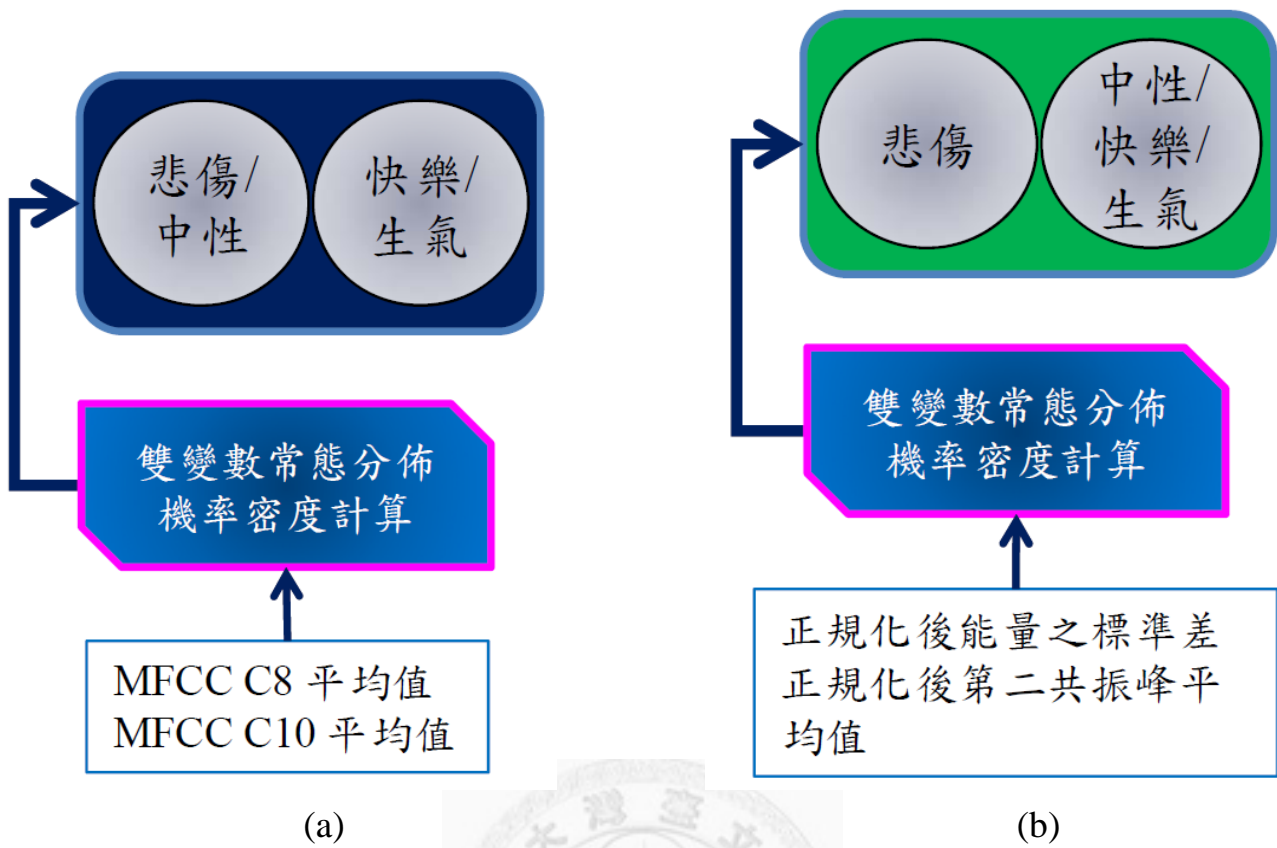 悲傷/
中性
快樂/
生氣
雙變數常態分佈
機率密度計算
MFCC C8 平均值
MFCC C10 平均值
(a)
悲傷
中性/
快樂/
生氣
雙變數常態分佈
機率密度計算
正規化後能量之標準差
正規化後第二共振峰平
均值
(b)
灣臺